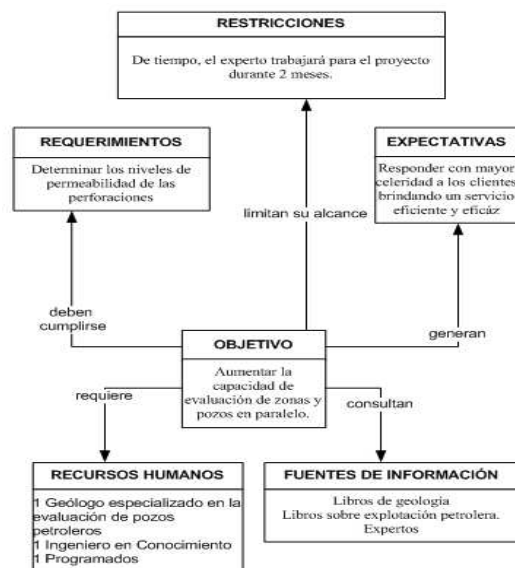 RESTRICCIONES
De tiempo, el experto trabajará para el proyecto
durante 2 meses.
REQUERIMIENTOS
Determinar los niveles de
permeabilidad de las
perforaciones
EXPECTATIVAS
Responder con mayor
celeridad a los clientes
brindando un servicio
eficiente y eficáz
limitan su alcance
deben
cumplirse
generan
OBJETIVO
Aumentar la
capacidad de
evaluación de zonas y
pozos en paralelo.
requiere
consultan
RECURSOS HUMANOS
1 Geólogo especializado en la
evaluación de pozos
petroleros
1 Ingeniero en Conocimiento
1 Programados
FUENTES DE INFORMACIÓN
Libros de geología
Libros sobre explotación petrolera.
Expertos